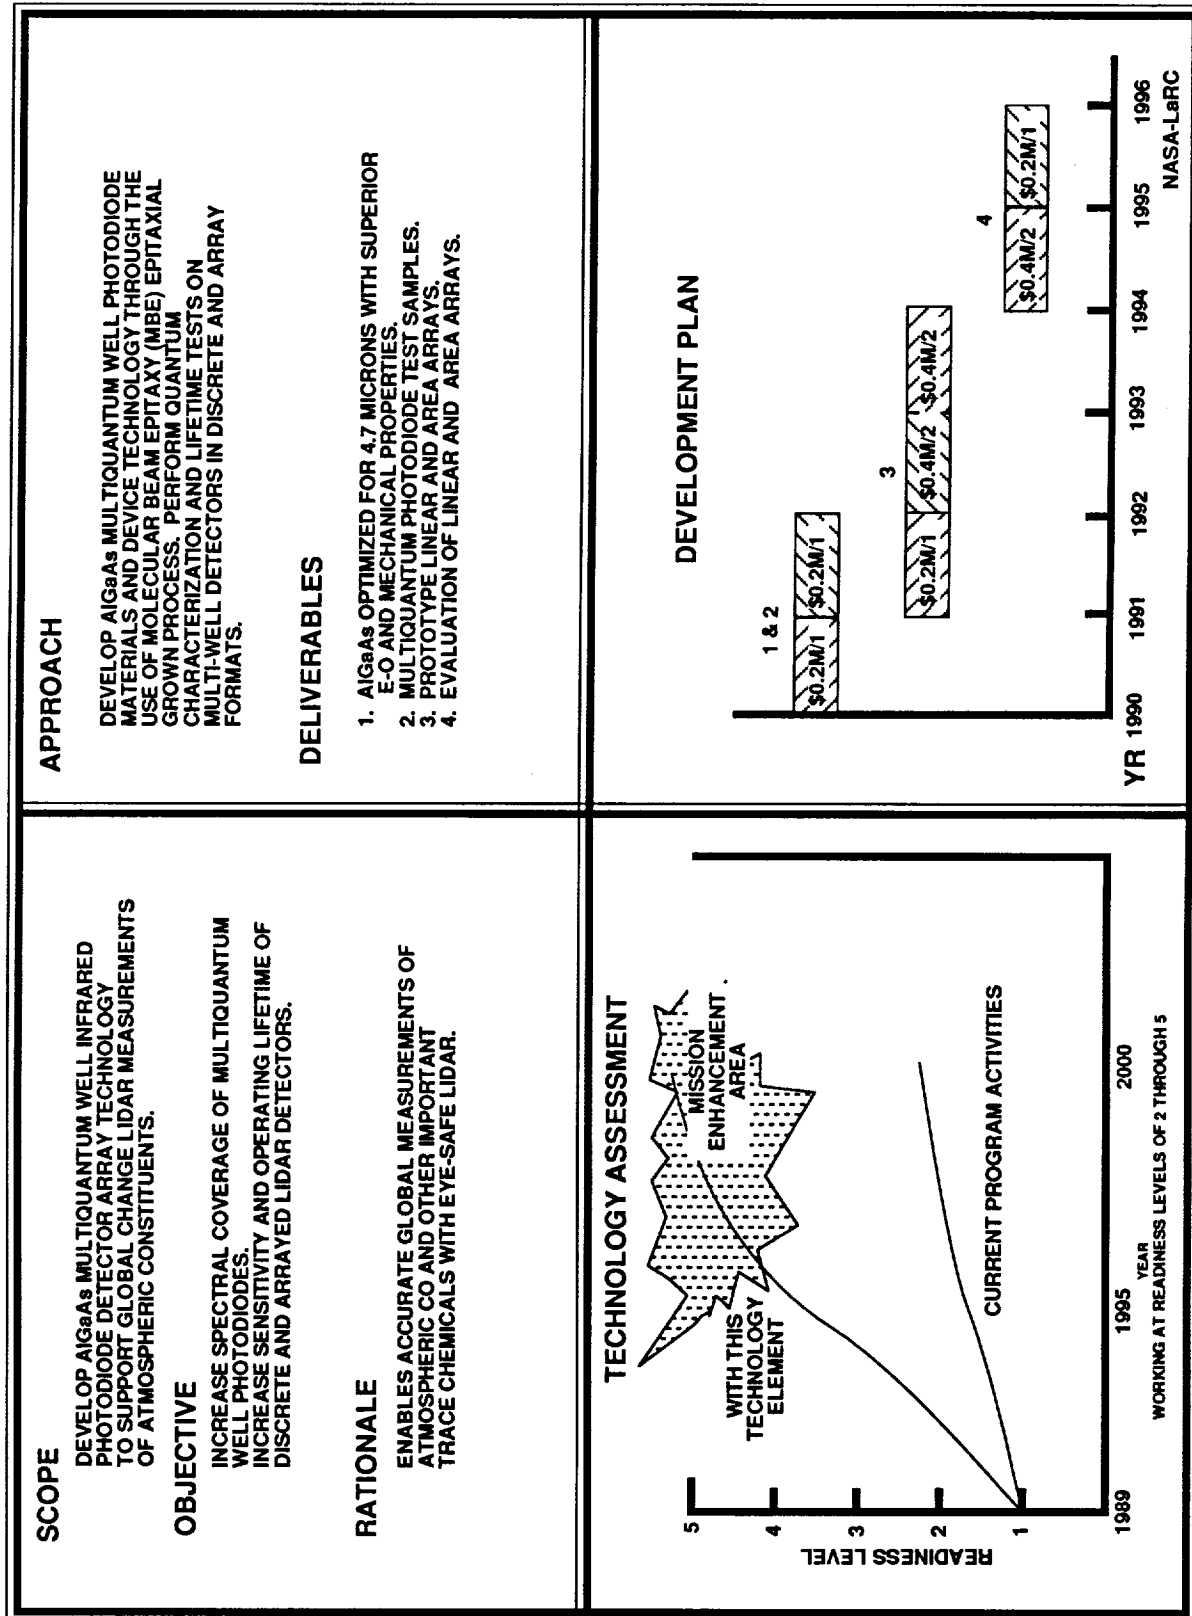 SCOPE
DEVELOP AlGaAs MULTIQUANTUM WELL INFRARED
PHOTODIODE DETECTOR ARRAY TECHNOLOGY
TO SUPPORT GLOBAL CHANGE LIDAR MEASUREMENTS
OF ATMOSPHERIC CONSTITUENTS.
OBJECTIVE
INCREASE SPECTRAL COVERAGE OF MULTIQUANTUM
WELL PHOTODIODES.
INCREASE SENSITIVITY AND OPERATING LIFETIME OF
DISCRETE AND ARRAYED LIDAR DETECTORS.
RATIONALE
ENABLES ACCURATE GLOBAL MEASUREMENTS OF
ATMOSPHERIC CO AND OTHER IMPORTANT
TRACE CHEMICALS WITH EYE-SAFE LIDAR.
APPROACH
DEVELOP AlGaAs MULTIQUANTUM WELL PHOTODIODE
MATERIALS AND DEVICE TECHNOLOGY THROUGH THE
USE OF MOLECULAR BEAM EPITAXY (MBE) EPITAXIAL
GROWN PROCESS. PERFORM QUANTUM
CHARACTERIZATION AND LIFETIME TESTS ON
MULTI-WELL DETECTORS IN DISCRETE AND ARRAY
FORMATS.
DELIVERABLES
1. AlGaAs OPTIMIZED FOR 4.7 MICRONS WITH SUPERIOR
E-O AND MECHANICAL PROPERTIES.
2. MULTIQUANTUM PHOTODIODE TEST SAMPLES.
3. PROTOTYPE LINEAR AND AREA ARRAYS.
4. EVALUATION OF LINEAR AND AREA ARRAYS.
TECHNOLOGY ASSESSMENT
5
4
3
2
1
READINESS LEVEL
WITH THIS
TECHNOLOGY
ELEMENT
MISSION
ENHANCEMENT
AREA
CURRENT PROGRAM ACTIVITIES
1989
1995
2000
YEAR
WORKING AT READINESS LEVELS OF 2 THROUGH 5
DEVELOPMENT PLAN
1 & 2
$0.2M/1
$0.2M/1
3
$0.2M/1
$0.4M/2
$0.4M/2
4
$0.4M/2
$0.2M/1
YR 1990
1991
1992
1993
1994
1995
1996
NASA-LaRC